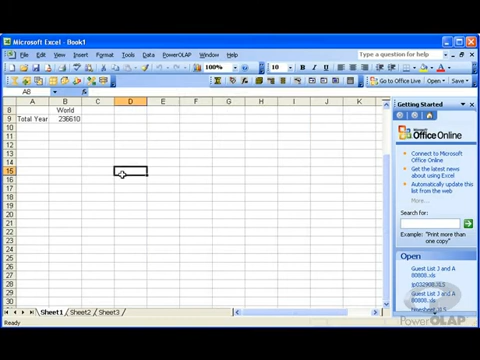 Microsoft Excel - Book1
File Edit View Insert Format Tools Data PowerOLAP Window Help
Type a question for help
100%
10
B I U
Go to Office Live Open Save
A8
Getting Started
A B C D E F G H I J K
8 World
9 Total Year 236610
10
11
12
13
14
15
16
17
18
19
20
21
22
23
24
25
26
27
28
29
30
Microsoft
Office Online
Connect to Microsoft
Office Online
Get the latest news
about using Excel
Automatically update this
list from the web
More...
Search for:
Example: "Print more than
one copy"
Open
Guest List J and A
80808.xls
Guest List J and A
80808.xls
Sheet1 Sheet2 Sheet3
Ready
PowerOLAP